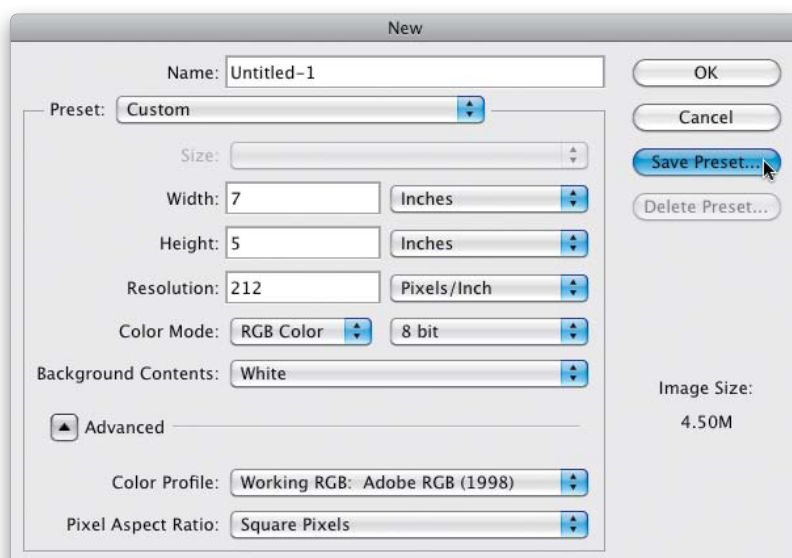 New
Name: Untitled-1
OK
Preset: Custom
Cancel
Size:
Save Preset...
Width: 7 Inches
Delete Preset...
Height: 5 Inches
Resolution: 212 Pixels/Inch
Color Mode: RGB Color 8 bit
Background Contents: White
Image Size:
4.50M
Advanced
Color Profile: Working RGB: Adobe RGB (1998)
Pixel Aspect Ratio: Square Pixels